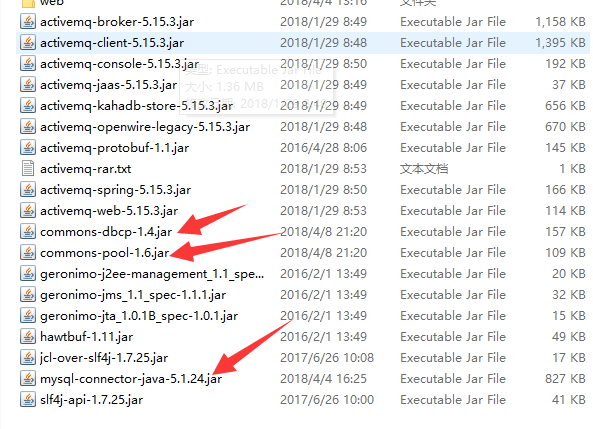 web 2018/4/4 13:16 文件夹
activemq-broker-5.15.3.jar 2018/1/29 8:49 Executable Jar File 1,158 KB
activemq-client-5.15.3.jar 2018/1/29 8:48 Executable Jar File 1,395 KB
activemq-console-5.15.3.jar 2018/1/29 8:50 Executable Jar File 192 KB
类型: Executable Jar File
activemq-jaas-5.15.3.jar 2018/1/29 8:49 Executable Jar File 37 KB
大小: 1.36 MB
activemq-kahadb-store-5.15.3.jar 2018/1/29 8:49 Executable Jar File 656 KB
activemq-openwire-legacy-5.15.3.jar 2018/1/29 8:49 Executable Jar File 670 KB
activemq-protobuf-1.1.jar 2016/4/28 8:06 Executable Jar File 145 KB
activemq-rar.txt 2018/1/29 8:53 文本文档 1 KB
activemq-spring-5.15.3.jar 2018/1/29 8:50 Executable Jar File 166 KB
activemq-web-5.15.3.jar 2018/1/29 8:53 Executable Jar File 114 KB
commons-dbcp-1.4.jar 2018/4/8 21:20 Executable Jar File 157 KB
commons-pool-1.6.jar 2018/4/8 21:20 Executable Jar File 109 KB
geronimo-j2ee-management_1.1_spe... 2016/2/1 13:49 Executable Jar File 20 KB
geronimo-jms_1.1_spec-1.1.1.jar 2016/2/1 13:49 Executable Jar File 32 KB
geronimo-jta_1.0.1B_spec-1.0.1.jar 2016/2/1 13:49 Executable Jar File 15 KB
hawtbuf-1.11.jar 2016/2/1 13:49 Executable Jar File 49 KB
jcl-over-slf4j-1.7.25.jar 2017/6/26 10:08 Executable Jar File 17 KB
mysql-connector-java-5.1.24.jar 2018/4/4 16:25 Executable Jar File 827 KB
slf4j-api-1.7.25.jar 2017/6/26 10:00 Executable Jar File 41 KB